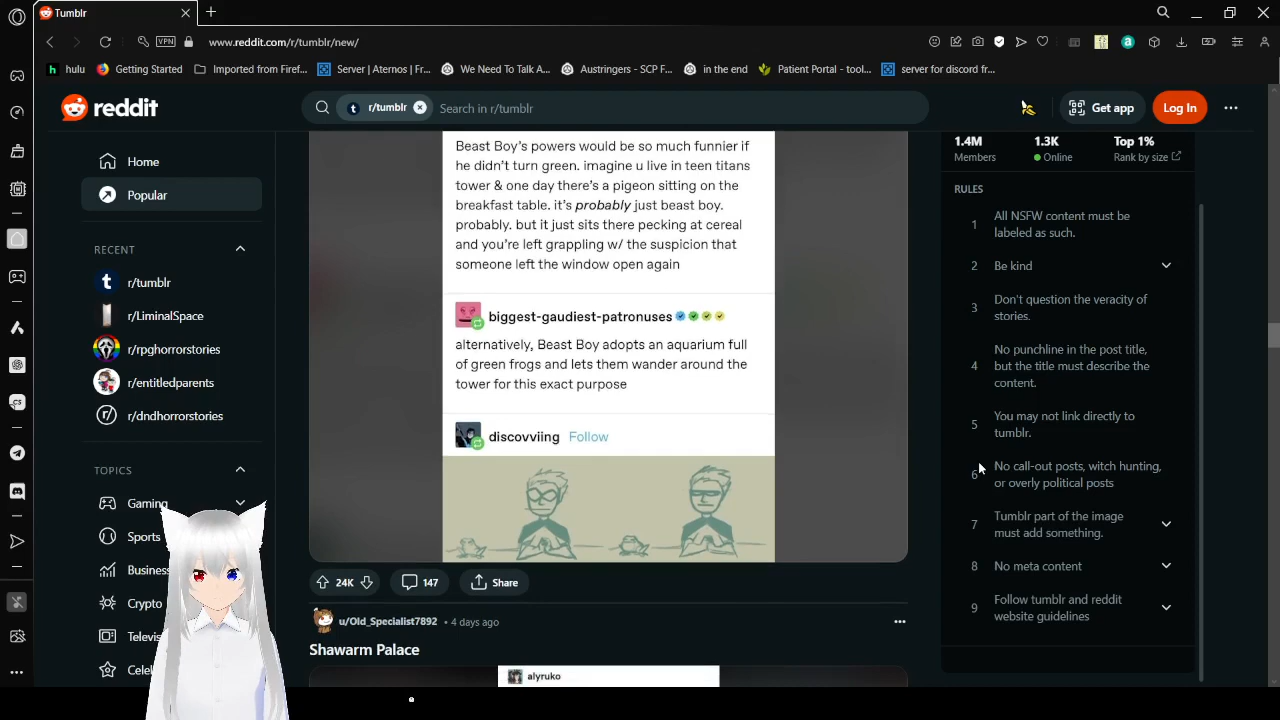 Tumblr
VPN
www.reddit.com/r/tumblr/new/
hulu
Getting Started
Imported from Firef...
Server | Aternos | Fr...
We Need To Talk A...
Austringers - SCP F...
in the end
Patient Portal - tool...
server for discord fr...
reddit
r/tumblr
Search in r/tumblr
Get app
Log In
Home
Popular
RECENT
r/tumblr
r/LiminalSpace
r/rpghorrorstories
r/entitledparents
r/dndhorrorstories
TOPICS
Gaming
Sports
Business
Crypto
Televis
Celeb
Beast Boy's powers would be so much funnier if
he didn't turn green. imagine u live in teen titans
tower & one day there's a pigeon sitting on the
breakfast table. it's probably just beast boy.
probably. but it just sits there pecking at cereal
and you're left grappling w/ the suspicion that
someone left the window open again
biggest-gaudiest-patronuses
alternatively, Beast Boy adopts an aquarium full
of green frogs and lets them wander around the
tower for this exact purpose
discovviing Follow
24K
147
Share
u/Old_Specialist7892 • 4 days ago
Shawarm Palace
alyruko
1.4M
Members
1.3K
Online
Top 1%
Rank by size
RULES
1 All NSFW content must be
labeled as such.
2 Be kind
3 Don't question the veracity of
stories.
4 No punchline in the post title,
but the title must describe the
content.
5 You may not link directly to
tumblr.
6 No call-out posts, witch hunting,
or overly political posts
7 Tumblr part of the image
must add something.
8 No meta content
9 Follow tumblr and reddit
website guidelines